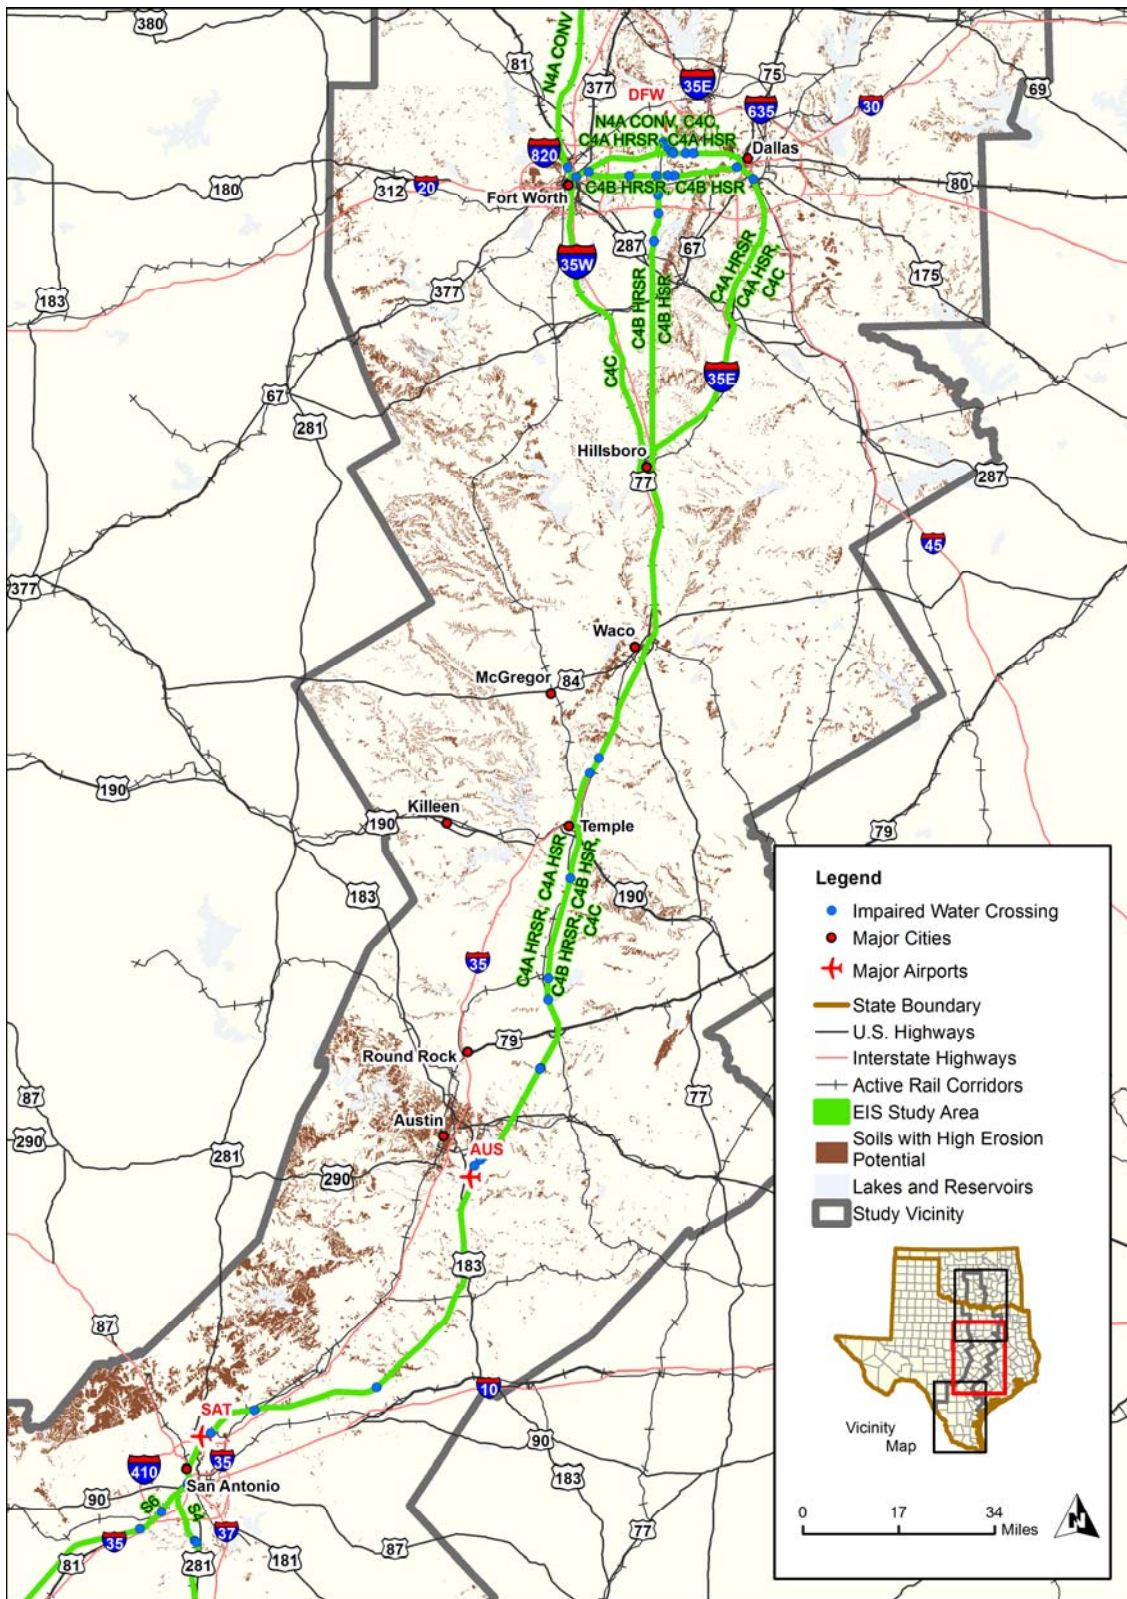 380
N4A CONV
81
377
35E
75
69
DFW
635
30
N4A CONV, C4C,
C4A HRSR, C4A HSR
820
Dallas
180
312
20
80
C4B HRSR, C4B HSR
Fort Worth
287
67
35W
C4A HRSR
C4A HSR,
C4C
175
183
377
C4B HRSR
C4B HSR
C4C
35E
67
281
Hillsboro
77
287
45
377
Waco
McGregor
84
190
Killeen
190
Temple
79
183
190
C4A HRSR, C4A HSR
C4B HRSR, C4B HSR,
C4C
35
79
Round Rock
87
77
Austin
290
281
AUS
290
183
87
SAT
10
35
90
410
San Antonio
90
183
S6
S4
37
35
77
81
281
181
87
Legend
Impaired Water Crossing
Major Cities
Major Airports
State Boundary
U.S. Highways
Interstate Highways
Active Rail Corridors
EIS Study Area
Soils with High Erosion
Potential
Lakes and Reservoirs
Study Vicinity
Vicinity
Map
0 17 34
Miles
N